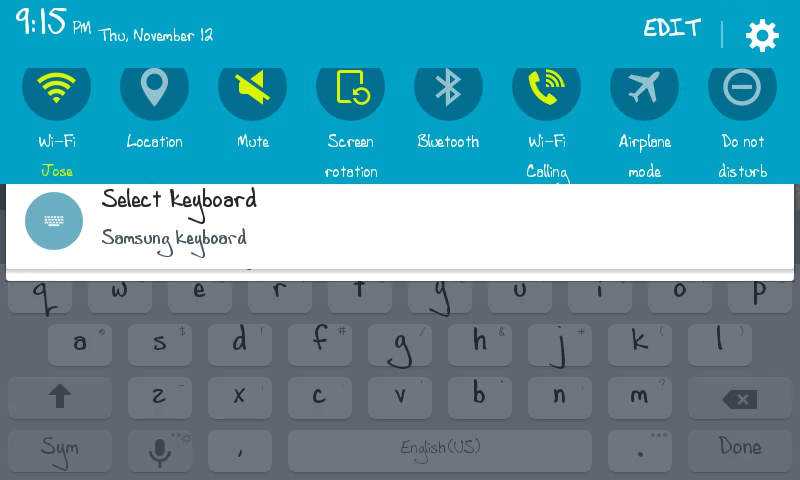 9:15 PM Thu, November 12 EDIT
Wi-Fi Location Mute Screen rotation Bluetooth Wi-Fi Calling Airplane mode Do not disturb
Jose
Select keyboard
Samsung keyboard
q w e r t y u i o p
a s $ d ! f # g / h & j * k ( l )
z x c v b n m ?
Sym , English(US) . Done